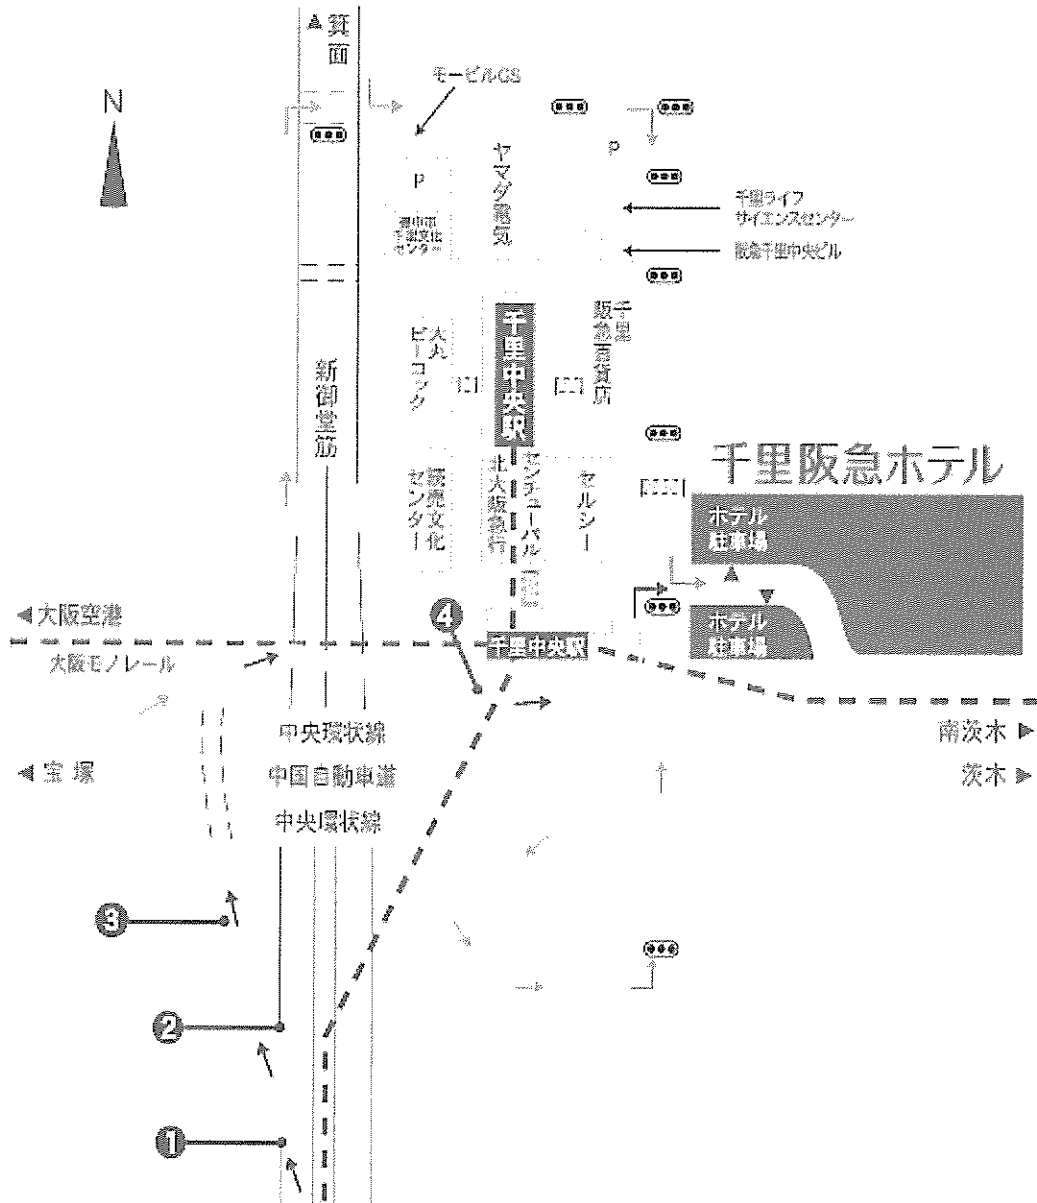 ▲箕面
モービルGS
N
P
ヤマダ電気
P
千里ライフ
サイエンスセンター
豊中市
千里文化
センター
阪急千里中央ビル
千里
阪急百貨店
千里中央駅
大丸
ピーコック
新御堂筋
千里阪急ホテル
読売文化
センター
北大阪急行
センチューパル
セルシー
ホテル
駐車場
◀大阪空港
4
ホテル
駐車場
千里中央駅
大阪モノレール
中央環状線
南茨木▶
◀宝塚
中国自動車道
茨木▶
中央環状線
3
2
1